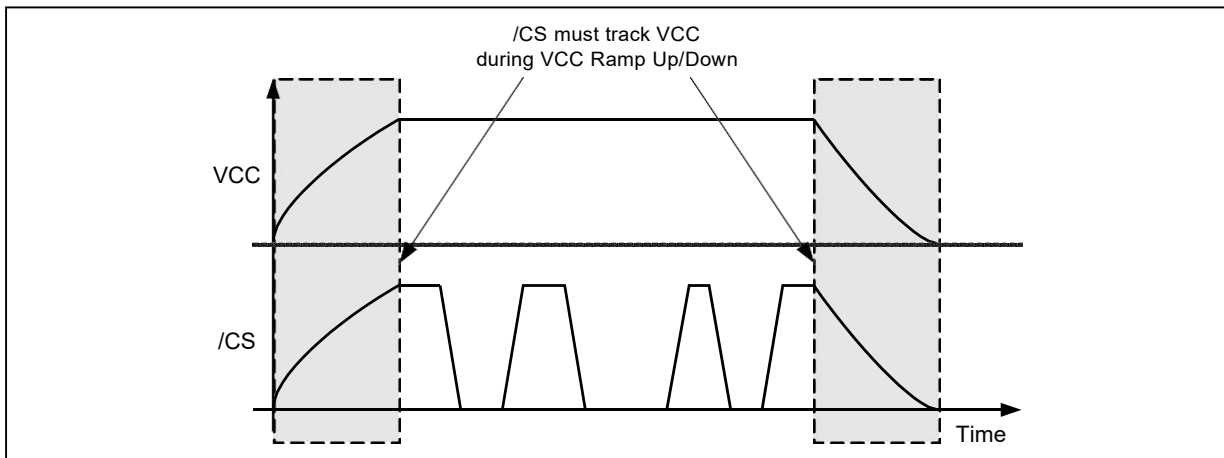 /CS must track VCC
during VCC Ramp Up/Down
VCC
/CS
Time